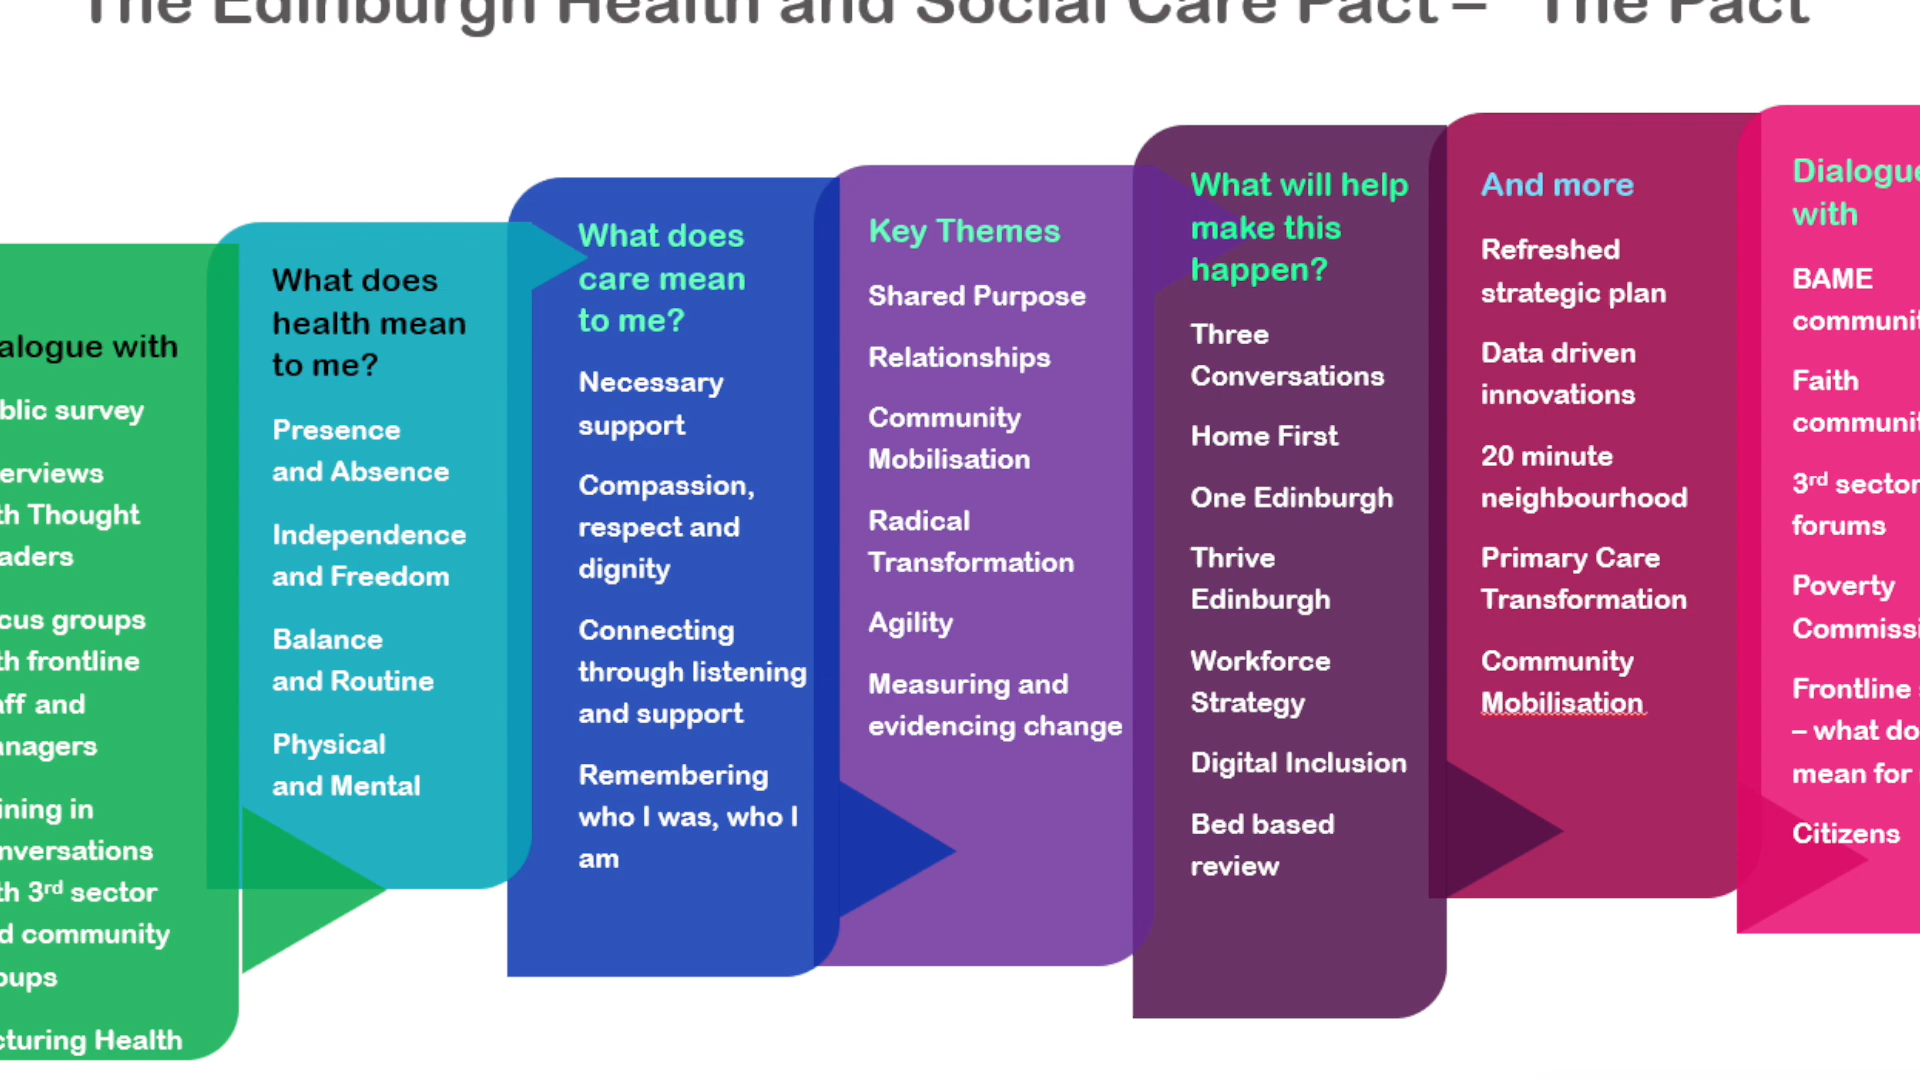 The Edinburgh Health and Social Care Pact – "The Pact
alogue with
blic survey
erviews
th Thought
aders
cus groups
th frontline
aff and
anagers
ining in
nversations
th 3rd sector
d community
oups
cturing Health
What does
health mean
to me?
Presence
and Absence
Independence
and Freedom
Balance
and Routine
Physical
and Mental
What does
care mean
to me?
Necessary
support
Compassion,
respect and
dignity
Connecting
through listening
and support
Remembering
who I was, who I
am
Key Themes
Shared Purpose
Relationships
Community
Mobilisation
Radical
Transformation
Agility
Measuring and
evidencing change
What will help
make this
happen?
Three
Conversations
Home First
One Edinburgh
Thrive
Edinburgh
Workforce
Strategy
Digital Inclusion
Bed based
review
And more
Refreshed
strategic plan
Data driven
innovations
20 minute
neighbourhood
Primary Care
Transformation
Community
Mobilisation
Dialogue
with
BAME
communit
Faith
communit
3rd sector
forums
Poverty
Commissi
Frontline
– what do
mean for
Citizens